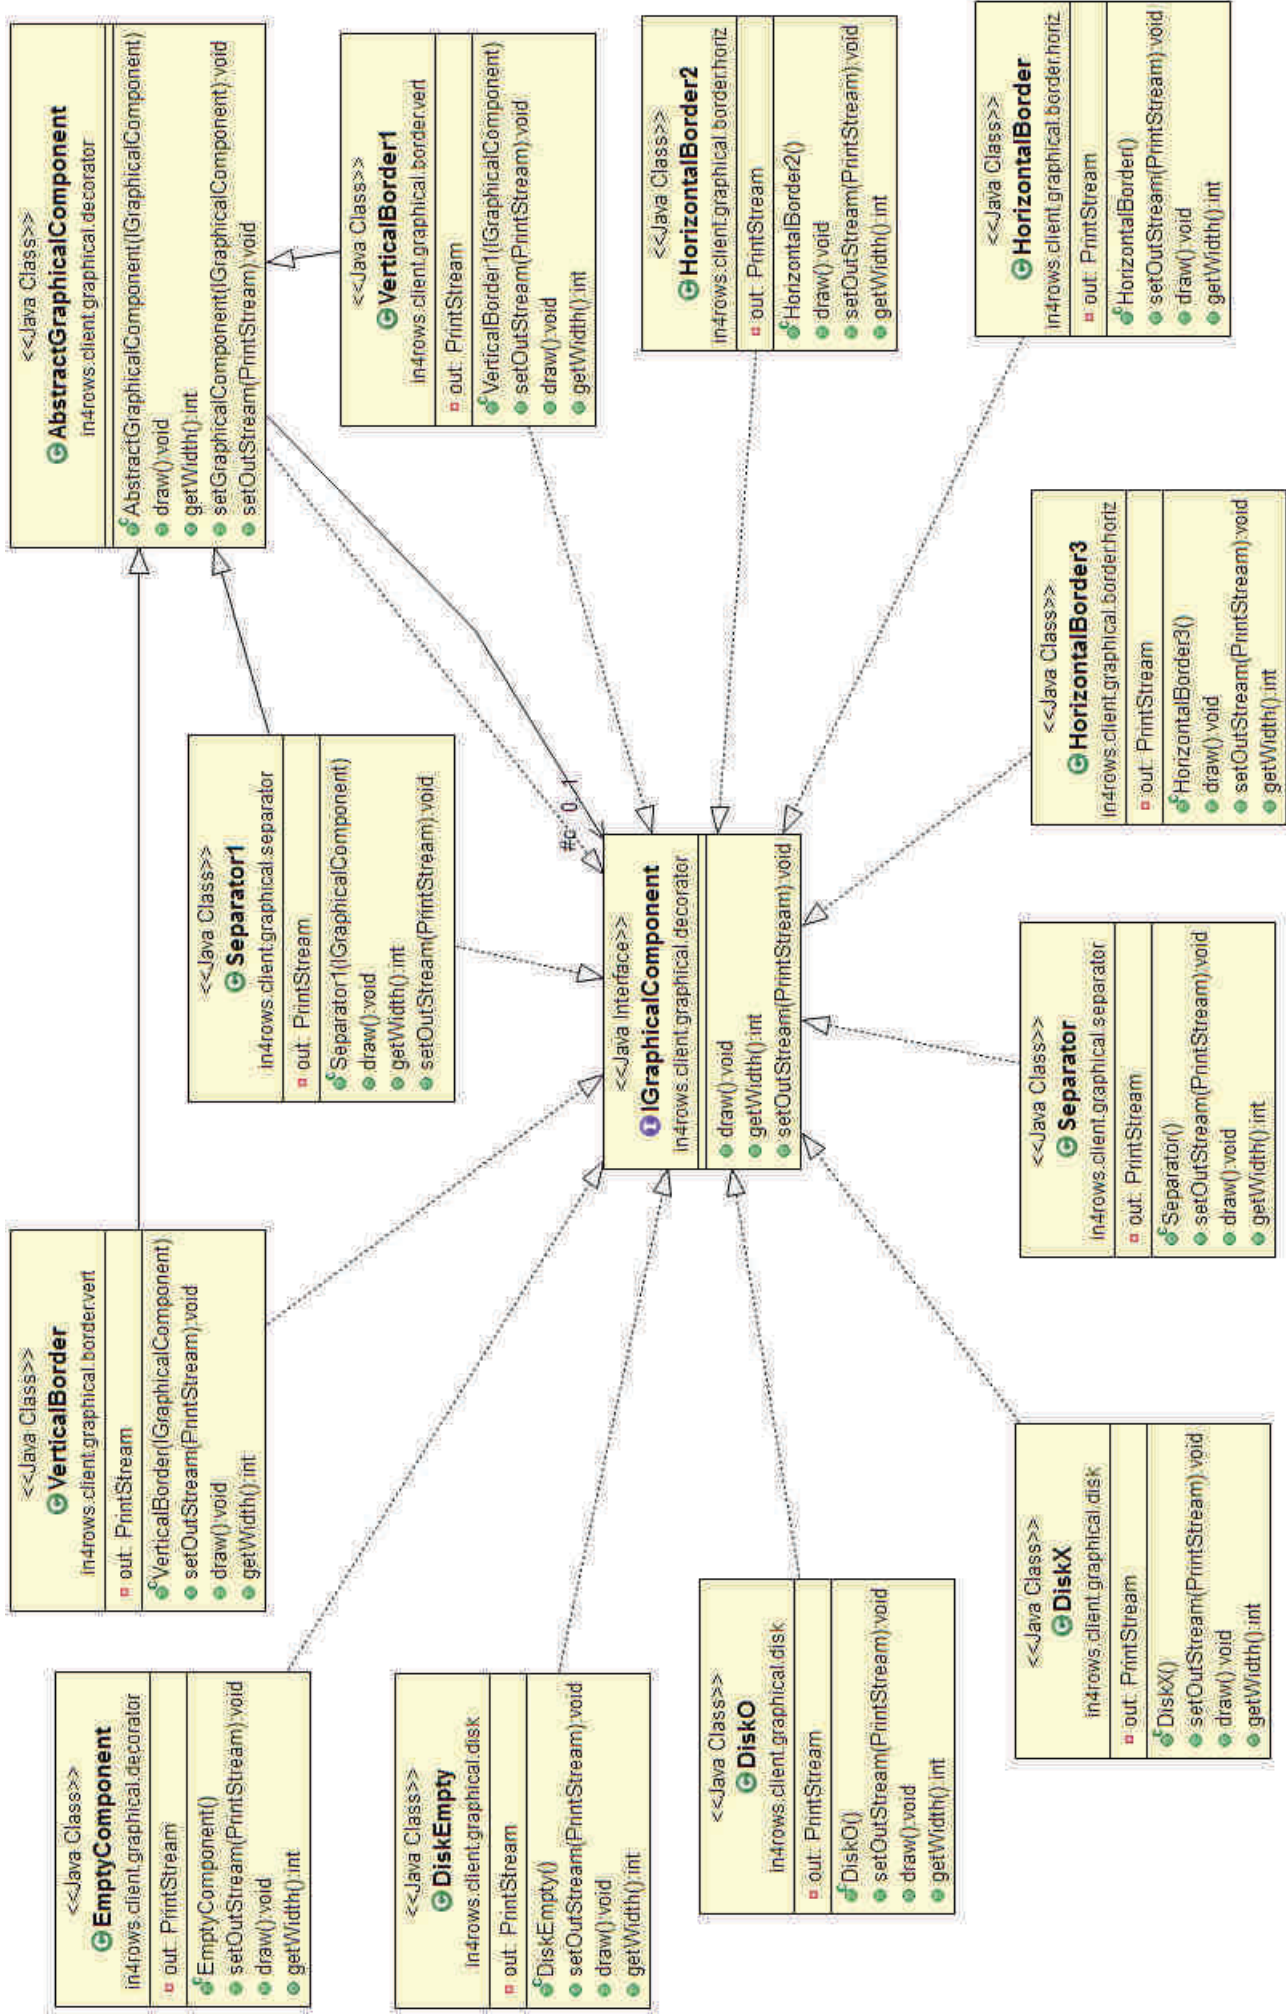 <<Java Class>>
EmptyComponent
in4rows.client.graphical.decorator
out: PrintStream
EmptyComponent()
setOutStream(PrintStream):void
draw():void
getWidth():int
<<Java Class>>
VerticalBorder
in4rows.client.graphical.border.vert
out: PrintStream
VerticalBorder(IGraphicalComponent)
setOutStream(PrintStream):void
draw():void
getWidth():int
<<Java Class>>
AbstractGraphicalComponent
in4rows.client.graphical.decorator
AbstractGraphicalComponent(IGraphicalComponent)
draw():void
getWidth():int
setGraphicalComponent(IGraphicalComponent):void
setOutStream(PrintStream):void
<<Java Class>>
Separator1
in4rows.client.graphical.separator
out: PrintStream
Separator1(IGraphicalComponent)
draw():void
getWidth():int
setOutStream(PrintStream):void
<<Java Class>>
VerticalBorder1
in4rows.client.graphical.border.vert
out: PrintStream
VerticalBorder1(IGraphicalComponent)
setOutStream(PrintStream):void
draw():void
getWidth():int
<<Java Class>>
DiskEmpty
in4rows.client.graphical.disk
out: PrintStream
DiskEmpty()
setOutStream(PrintStream):void
draw():void
getWidth():int
#c 0..1
<<Java Interface>>
IGraphicalComponent
in4rows.client.graphical.decorator
draw():void
getWidth():int
setOutStream(PrintStream):void
<<Java Class>>
HorizontalBorder2
in4rows.client.graphical.border.horiz
out: PrintStream
HorizontalBorder2()
draw():void
setOutStream(PrintStream):void
getWidth():int
<<Java Class>>
DiskO
in4rows.client.graphical.disk
out: PrintStream
DiskO()
setOutStream(PrintStream):void
draw():void
getWidth():int
<<Java Class>>
DiskX
in4rows.client.graphical.disk
out: PrintStream
DiskX()
setOutStream(PrintStream):void
draw():void
getWidth():int
<<Java Class>>
Separator
in4rows.client.graphical.separator
out: PrintStream
Separator()
setOutStream(PrintStream):void
draw():void
getWidth():int
<<Java Class>>
HorizontalBorder3
in4rows.client.graphical.border.horiz
out: PrintStream
HorizontalBorder3()
draw():void
setOutStream(PrintStream):void
getWidth():int
<<Java Class>>
HorizontalBorder
in4rows.client.graphical.border.horiz
out: PrintStream
HorizontalBorder()
setOutStream(PrintStream):void
draw():void
getWidth():int